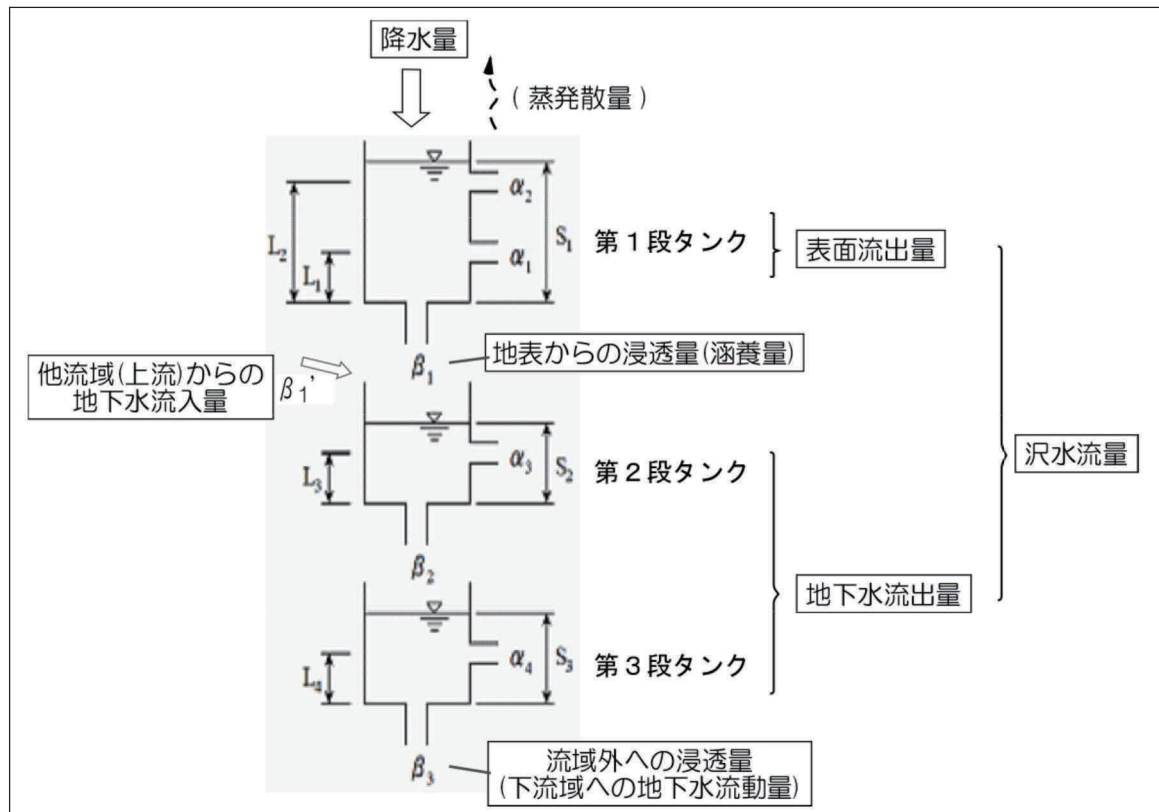 降水量
(蒸発散量)
α₂
L₂
S₁
第1段タンク
表面流出量
L₁
α₁
β₁
地表からの浸透量(涵養量)
他流域(上流)からの
地下水流入量
β₁'
沢水流量
L₃
α₃
S₂
第2段タンク
β₂
地下水流出量
L₄
α₄
S₃
第3段タンク
β₃
流域外への浸透量
(下流域への地下水流動量)